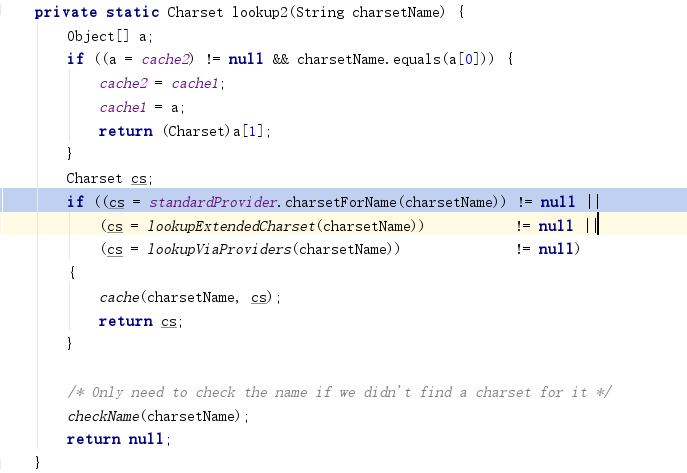 private static Charset lookup2(String charsetName) {
Object[] a;
if ((a = cache2) != null && charsetName.equals(a[0])) {
cache2 = cache1;
cache1 = a;
return (Charset)a[1];
}
Charset cs;
if ((cs = standardProvider.charsetForName(charsetName)) != null ||
(cs = lookupExtendedCharset(charsetName)) != null ||
(cs = lookupViaProviders(charsetName)) != null)
{
cache(charsetName, cs);
return cs;
}
/* Only need to check the name if we didn't find a charset for it */
checkName(charsetName);
return null;
}